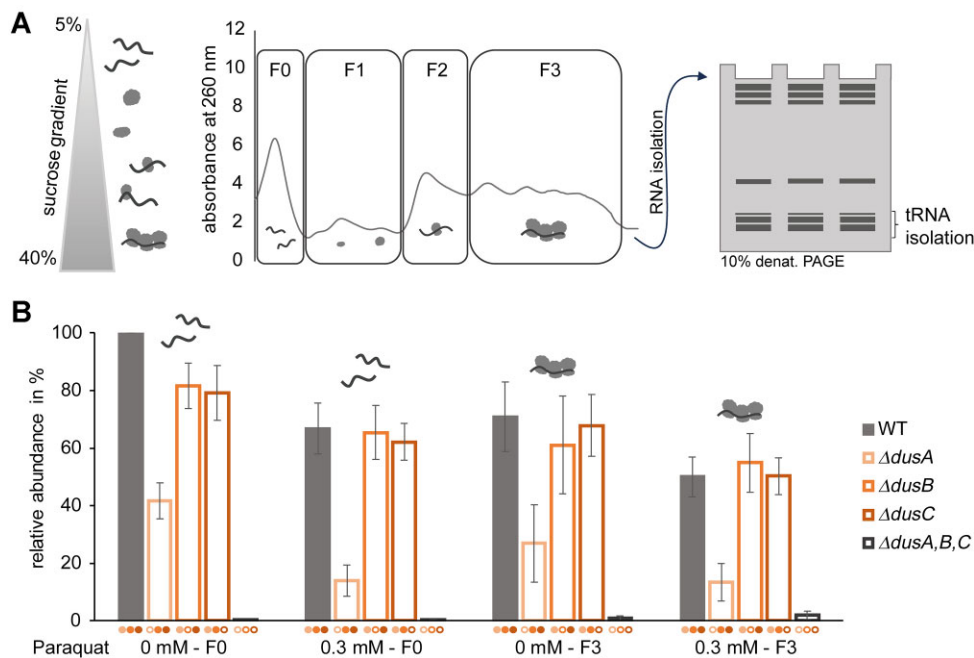 A
5%
sucrose gradient
40%
absorbance at 260 nm
12
10
8
6
4
2
0
F0
F1
F2
F3
RNA isolation
tRNA
isolation
10% denat. PAGE
B
relative abundance in %
100
80
60
40
20
0
WT
ΔdusA
ΔdusB
ΔdusC
ΔdusA,B,C
Paraquat 0 mM - F0 0.3 mM - F0 0 mM - F3 0.3 mM - F3